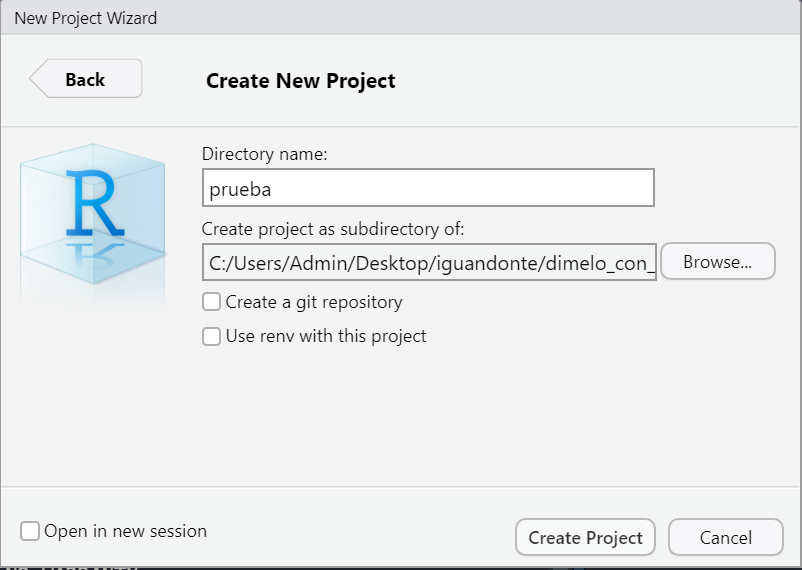 New Project Wizard
Back
Create New Project
R
Directory name:
prueba
Create project as subdirectory of:
C:/Users/Admin/Desktop/iguandonte/dimelo_con_
Browse...
Create a git repository
Use renv with this project
Open in new session
Create Project
Cancel